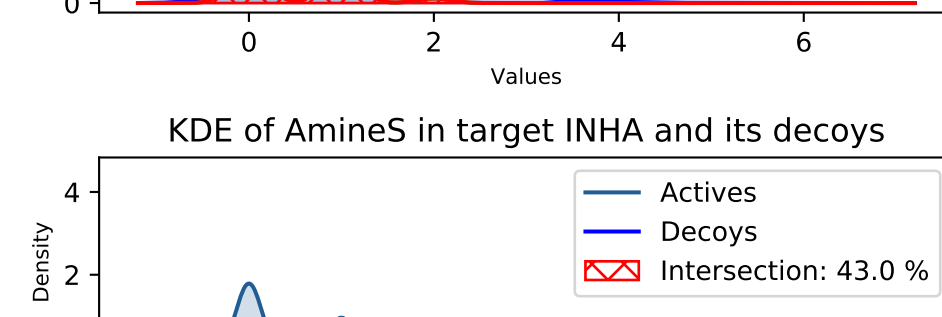 0
0 2 4 6
Values
KDE of AmineS in target INHA and its decoys
4
2
Density
Actives
Decoys
Intersection: 43.0 %